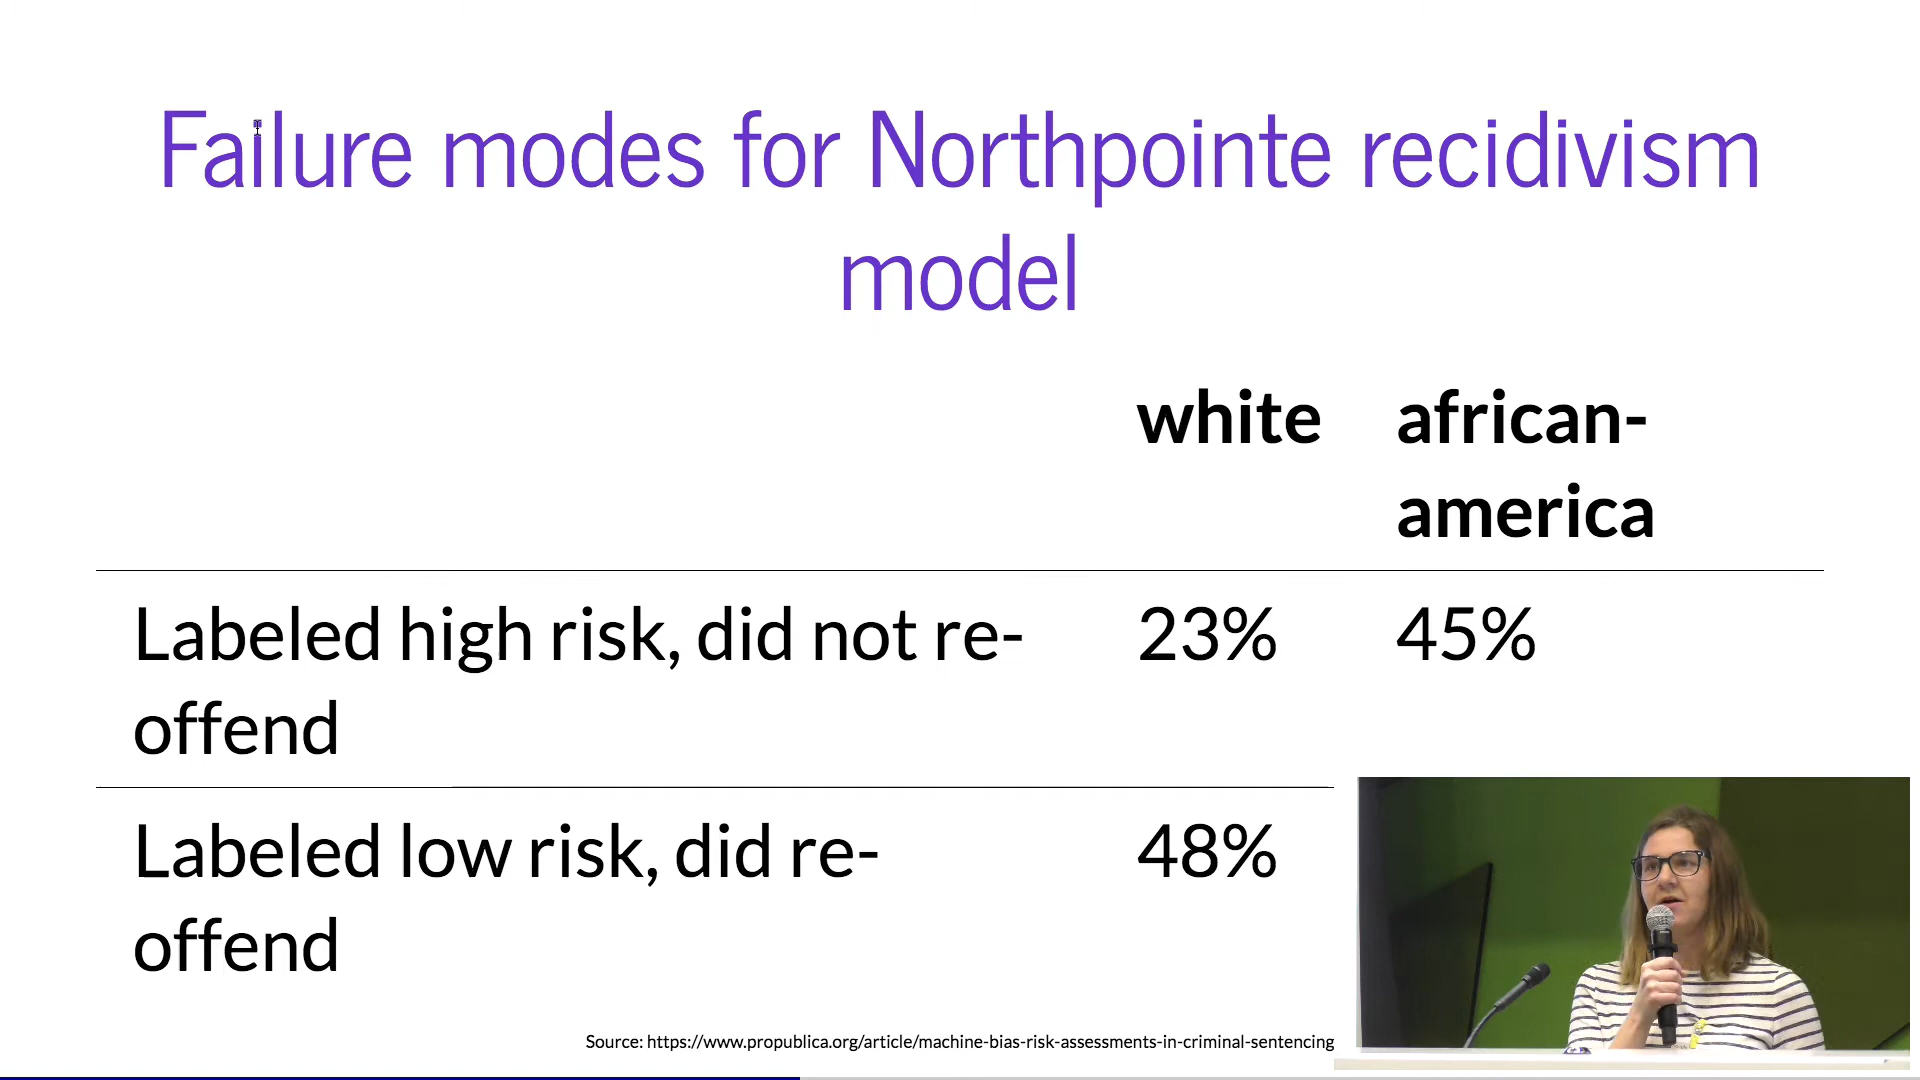 Failure modes for Northpointe recidivism
model
white african-
america
Labeled high risk, did not re- 23% 45%
offend
Labeled low risk, did re- 48%
offend
Source: https://www.propublica.org/article/machine-bias-risk-assessments-in-criminal-sentencing